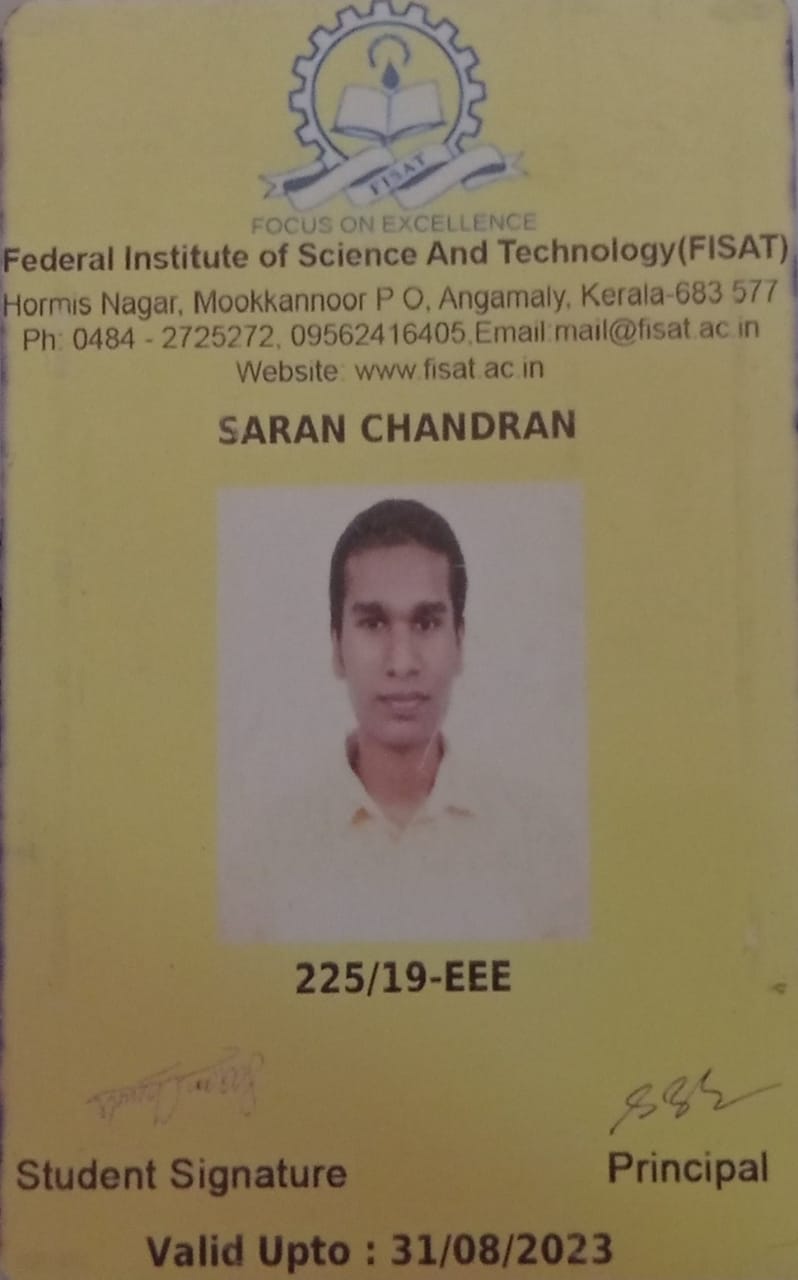 FISAT
FOCUS ON EXCELLENCE
Federal Institute of Science And Technology(FISAT)
Hormis Nagar, Mookkannoor P O, Angamaly, Kerala-683 577
Ph: 0484 - 2725272, 09562416405,Email:mail@fisat.ac.in
Website: www.fisat.ac.in
SARAN CHANDRAN
225/19-EEE
Student Signature
Principal
Valid Upto : 31/08/2023